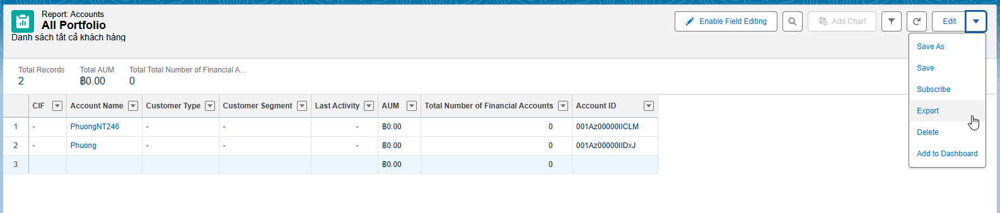 Report: Accounts
All Portfolio
Danh sách tất cả khách hàng
Enable Field Editing
Add Chart
Edit
Save As
Save
Subscribe
Export
Delete
Add to Dashboard
Total Records Total AUM Total Total Number of Financial A...
2 ฿0.00 0
CIF Account Name Customer Type Customer Segment Last Activity AUM Total Number of Financial Accounts Account ID
1 - PhuongNT246 - - - ฿0.00 0 001Az00000IICLM
2 - Phuong - - - ฿0.00 0 001Az00000IIDxJ
3 ฿0.00 0